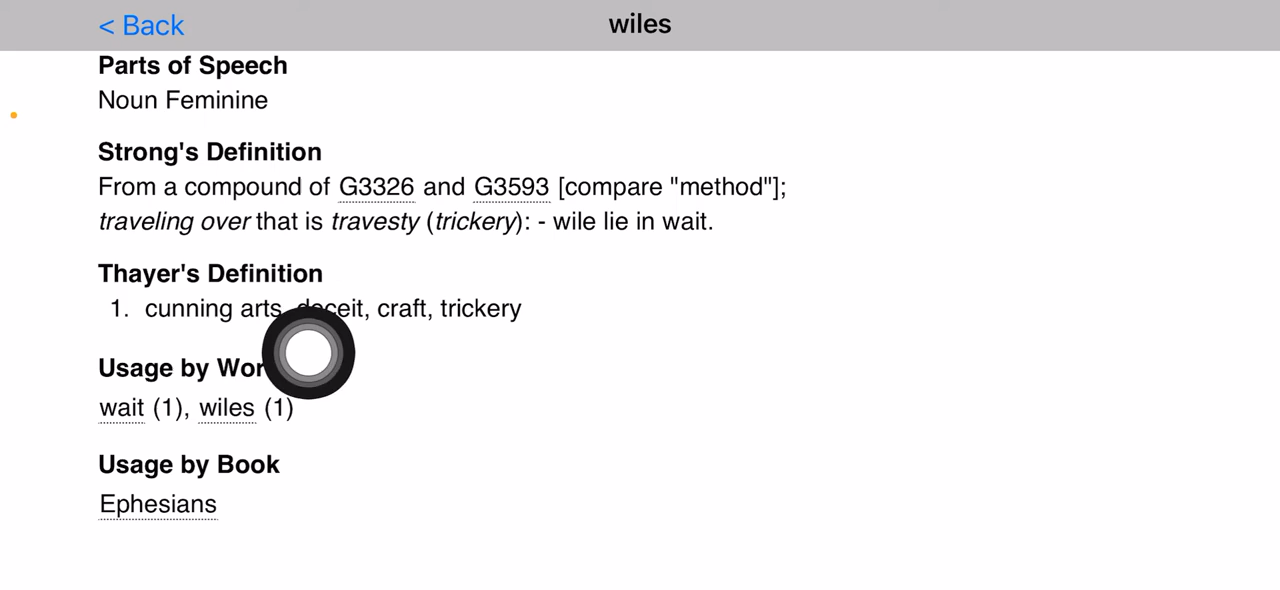 < Back
wiles
Parts of Speech
Noun Feminine
Strong's Definition
From a compound of G3326 and G3593 [compare "method"];
traveling over that is travesty (trickery): - wile lie in wait.
Thayer's Definition
1. cunning arts, deceit, craft, trickery
Usage by Wor
wait (1), wiles (1)
Usage by Book
Ephesians